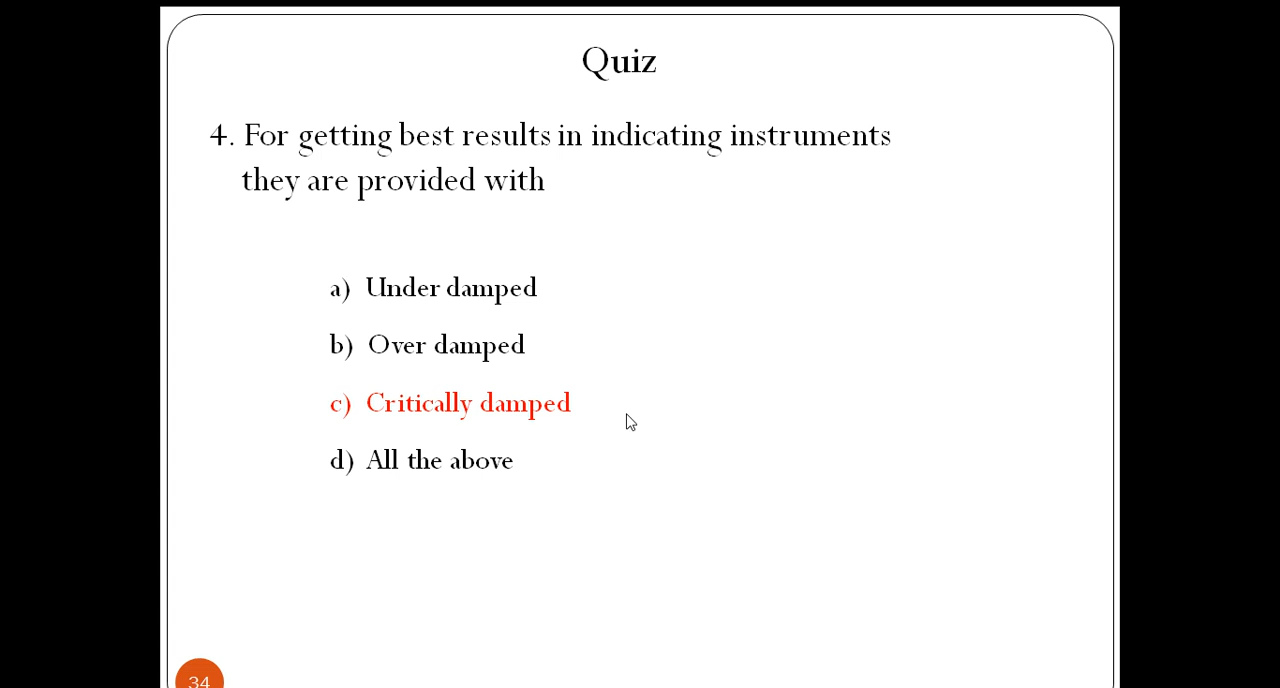 Quiz
4. For getting best results in indicating instruments
they are provided with
a) Under damped
b) Over damped
c) Critically damped
d) All the above
34